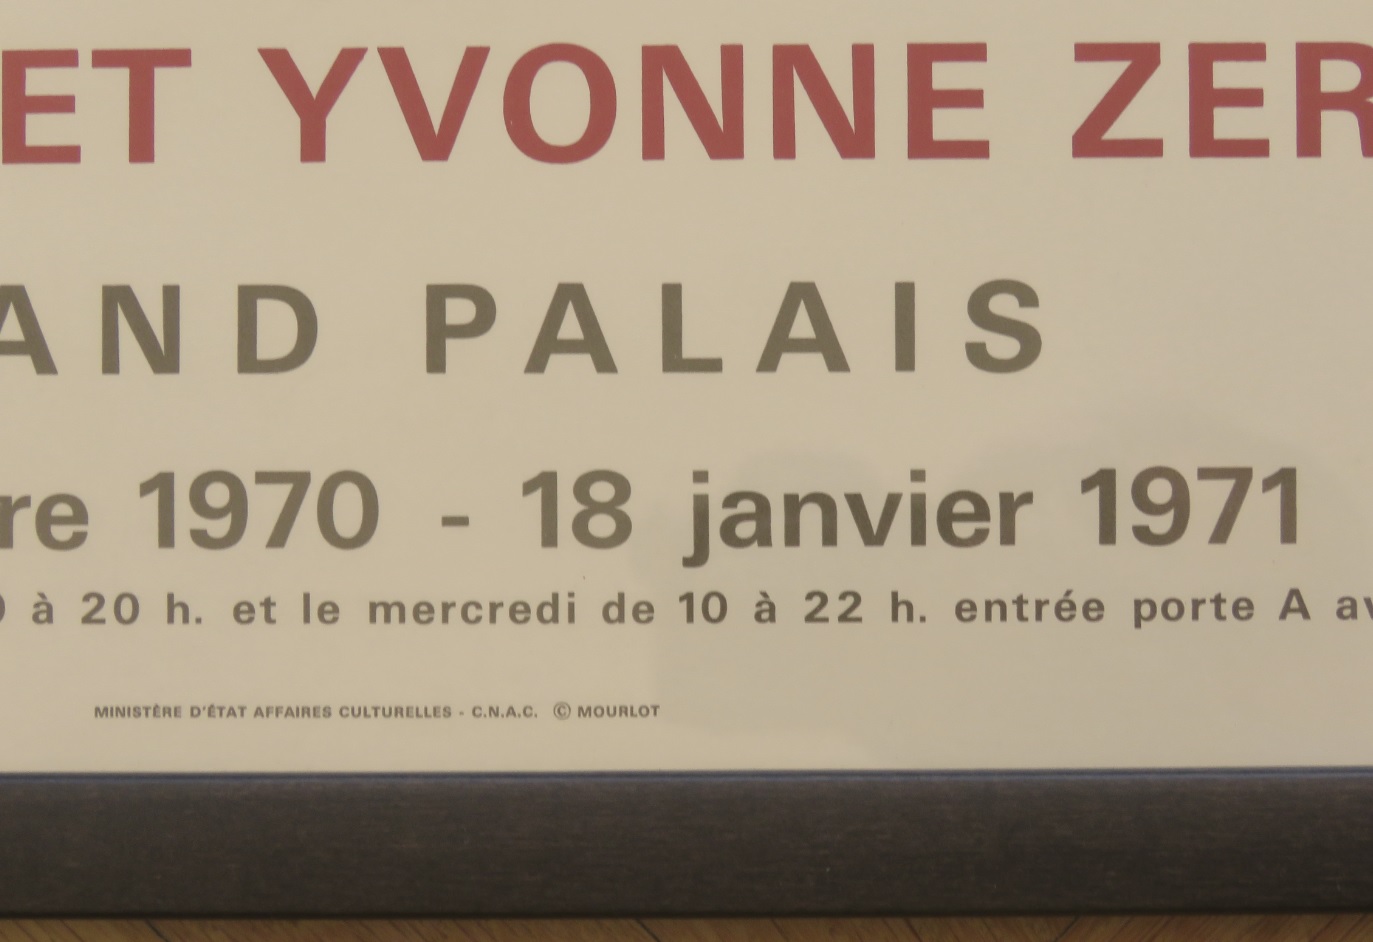 ET YVONNE ZER
AND PALAIS
re 1970 - 18 janvier 1971
à 20 h. et le mercredi de 10 à 22 h. entrée porte A av
MINISTÈRE D'ÉTAT AFFAIRES CULTURELLES - C.N.A.C. © MOURLOT